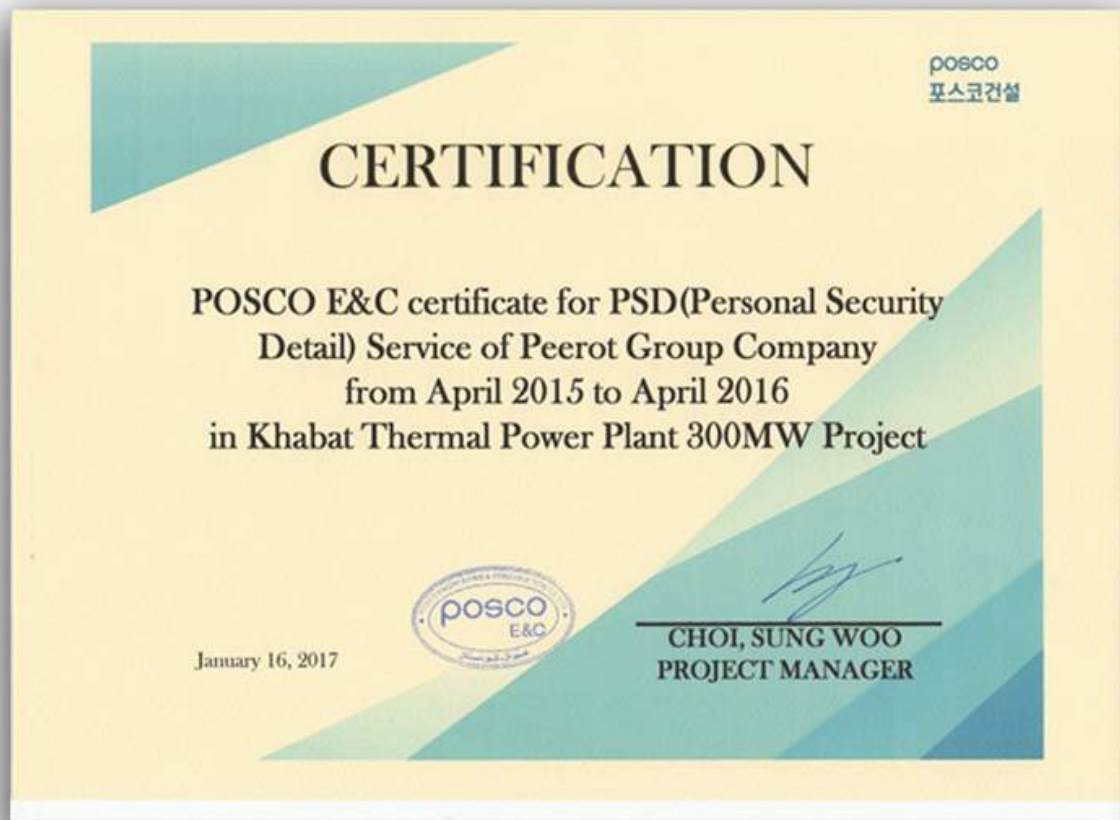 posco
포스코건설
CERTIFICATION
POSCO E&C certificate for PSD(Personal Security
Detail) Service of Peerot Group Company
from April 2015 to April 2016
in Khabat Thermal Power Plant 300MW Project
posco
E&C
January 16, 2017
CHOI, SUNG WOO
PROJECT MANAGER